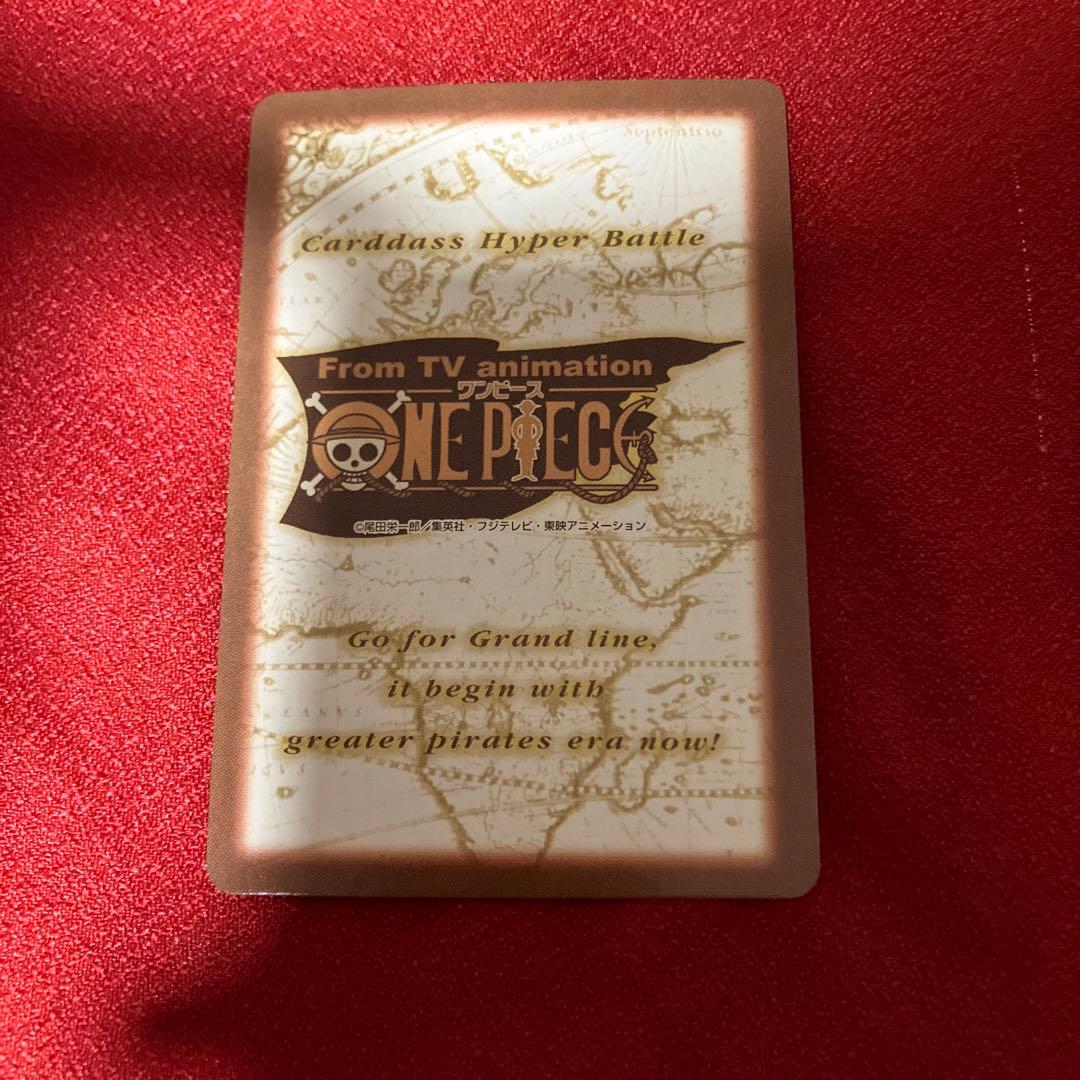 Septentrio
Carddass Hyper Battle
From TV animation
ワンピース
ONE PIECE
©尾田栄一郎／集英社・フジテレビ・東映アニメーション
Go for Grand line,
it begin with
greater pirates era now!